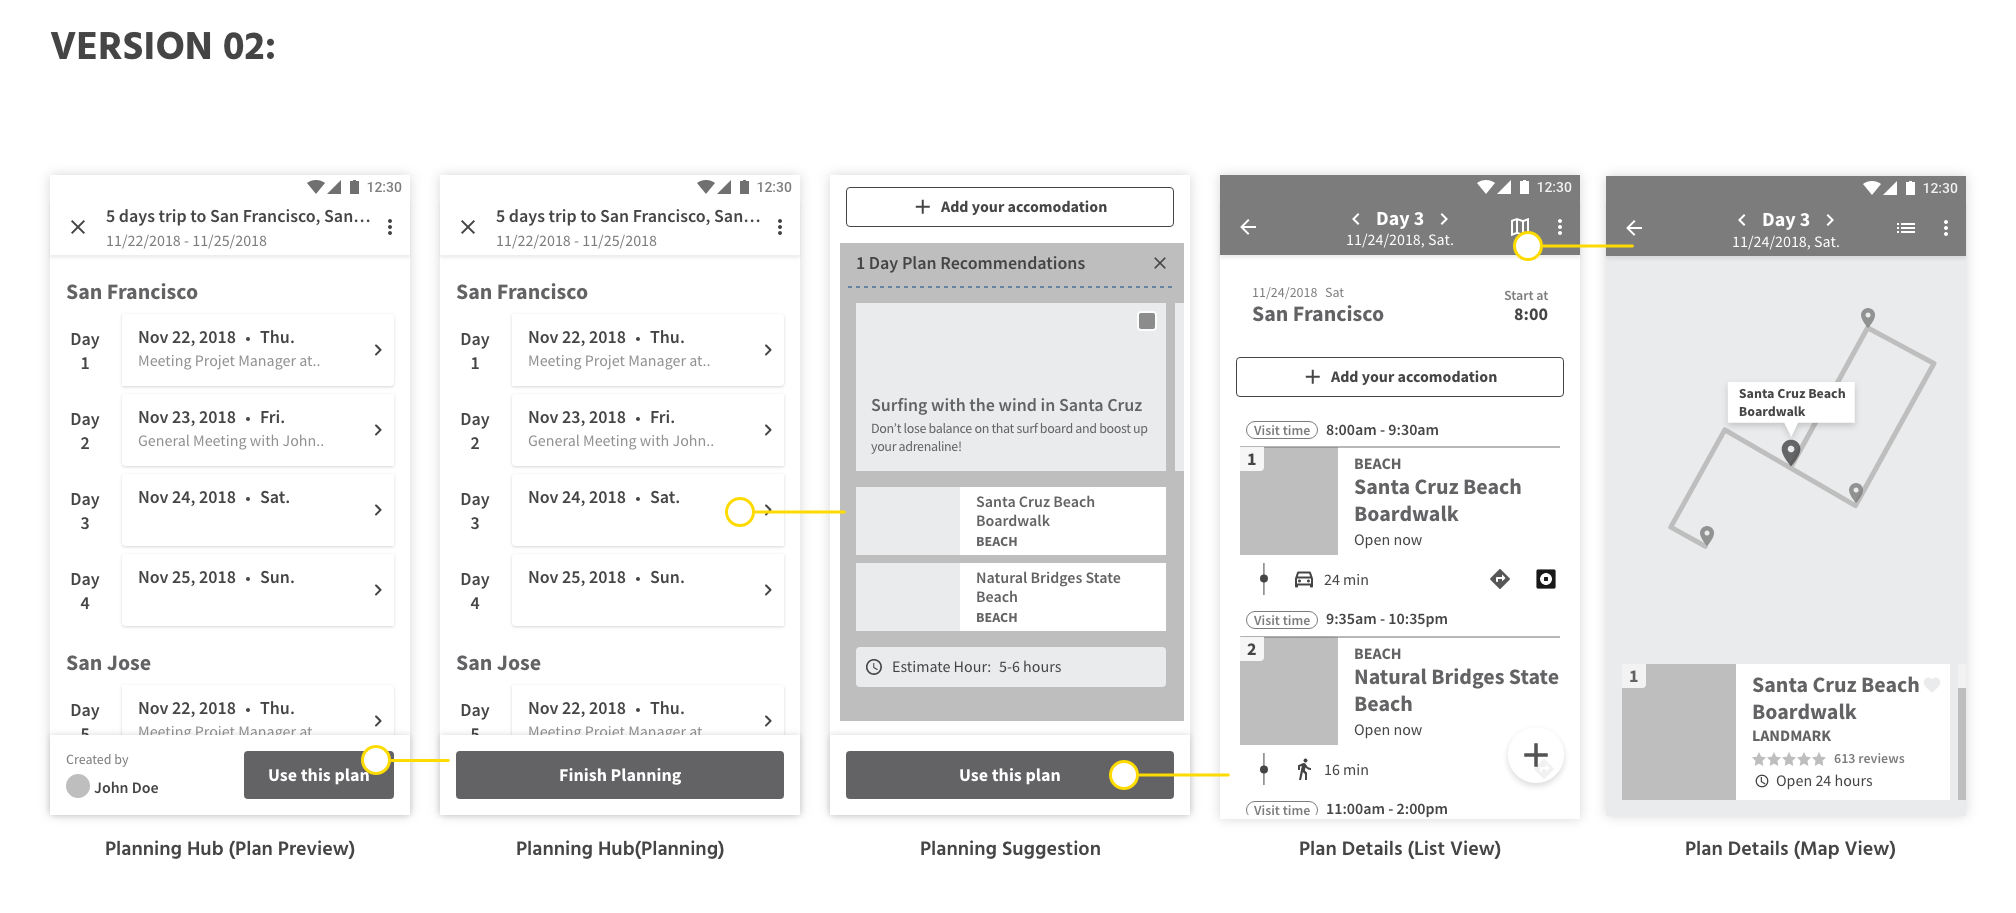 VERSION 02:
12:30
5 days trip to San Francisco, San...
11/22/2018 - 11/25/2018
San Francisco
Day 1
Nov 22, 2018 • Thu.
Meeting Projet Manager at..
Day 2
Nov 23, 2018 • Fri.
General Meeting with John..
Day 3
Nov 24, 2018 • Sat.
Day 4
Nov 25, 2018 • Sun.
San Jose
Day 5
Nov 22, 2018 • Thu.
Meeting Projet Manager at
Created by
John Doe
Use this plan
Planning Hub (Plan Preview)
12:30
5 days trip to San Francisco, San...
11/22/2018 - 11/25/2018
San Francisco
Day 1
Nov 22, 2018 • Thu.
Meeting Projet Manager at..
Day 2
Nov 23, 2018 • Fri.
General Meeting with John..
Day 3
Nov 24, 2018 • Sat.
Day 4
Nov 25, 2018 • Sun.
San Jose
Day 5
Nov 22, 2018 • Thu.
Meeting Projet Manager at
Finish Planning
Planning Hub(Planning)
Add your accomodation
1 Day Plan Recommendations
Surfing with the wind in Santa Cruz
Don't lose balance on that surf board and boost up
your adrenaline!
Santa Cruz Beach
Boardwalk
BEACH
Natural Bridges State
Beach
BEACH
Estimate Hour: 5-6 hours
Use this plan
Planning Suggestion
12:30
Day 3
11/24/2018, Sat.
11/24/2018 Sat
San Francisco
Start at
8:00
Add your accomodation
Visit time 8:00am - 9:30am
1
BEACH
Santa Cruz Beach
Boardwalk
Open now
24 min
Visit time 9:35am - 10:35pm
2
BEACH
Natural Bridges State
Beach
Open now
16 min
Visit time 11:00am - 2:00pm
Plan Details (List View)
12:30
Day 3
11/24/2018, Sat.
Santa Cruz Beach
Boardwalk
1
Santa Cruz Beach
Boardwalk
LANDMARK
613 reviews
Open 24 hours
Plan Details (Map View)